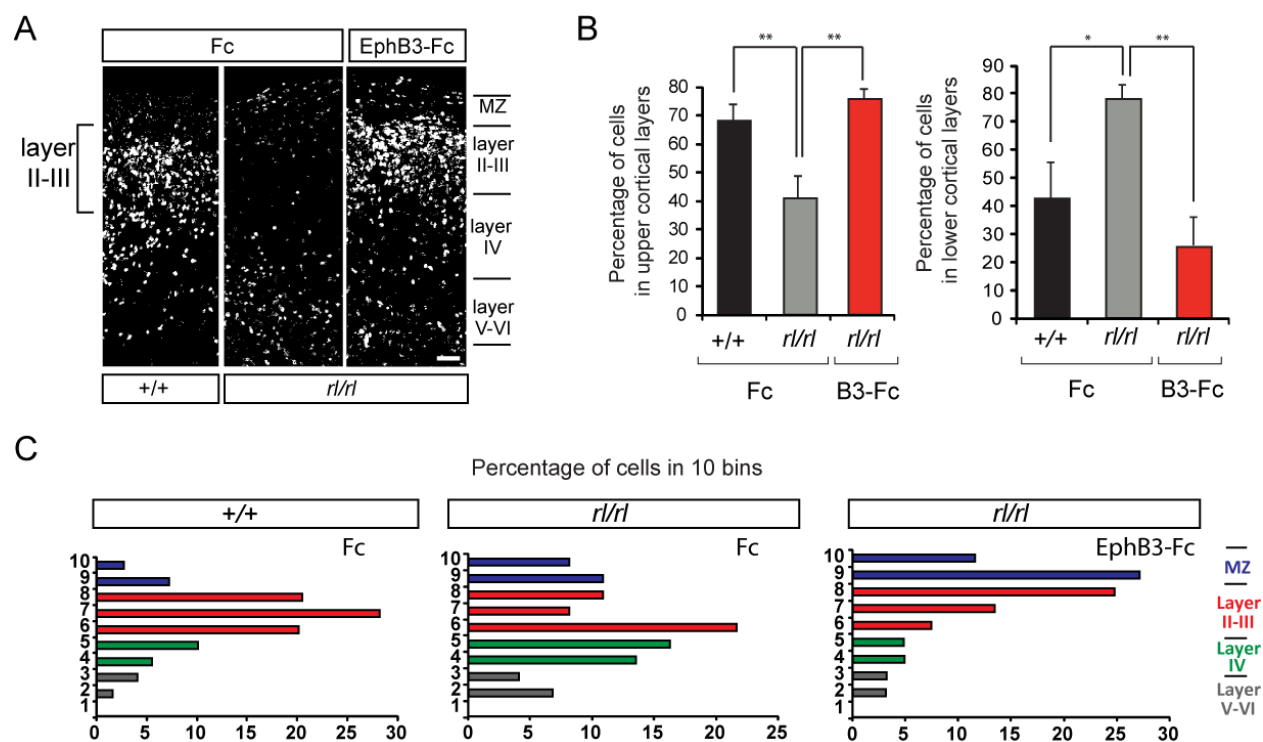 A
Fc
EphB3-Fc
layer
II-III
MZ
layer
II-III
layer
IV
layer
V-VI
+/+
rl/rl
B
Percentage of cells
in upper cortical layers
80
70
60
50
40
30
20
10
0
**
**
+/+
rl/rl
rl/rl
Fc
B3-Fc
Percentage of cells
in lower cortical layers
90
80
70
60
50
40
30
20
10
0
*
**
+/+
rl/rl
rl/rl
Fc
B3-Fc
C
Percentage of cells in 10 bins
+/+
Fc
10
9
8
7
6
5
4
3
2
1
0 5 10 15 20 25 30
rl/rl
Fc
10
9
8
7
6
5
4
3
2
1
0 5 10 15 20 25
rl/rl
EphB3-Fc
10
9
8
7
6
5
4
3
2
1
0 5 10 15 20 25 30
MZ
Layer
II-III
Layer
IV
Layer
V-VI